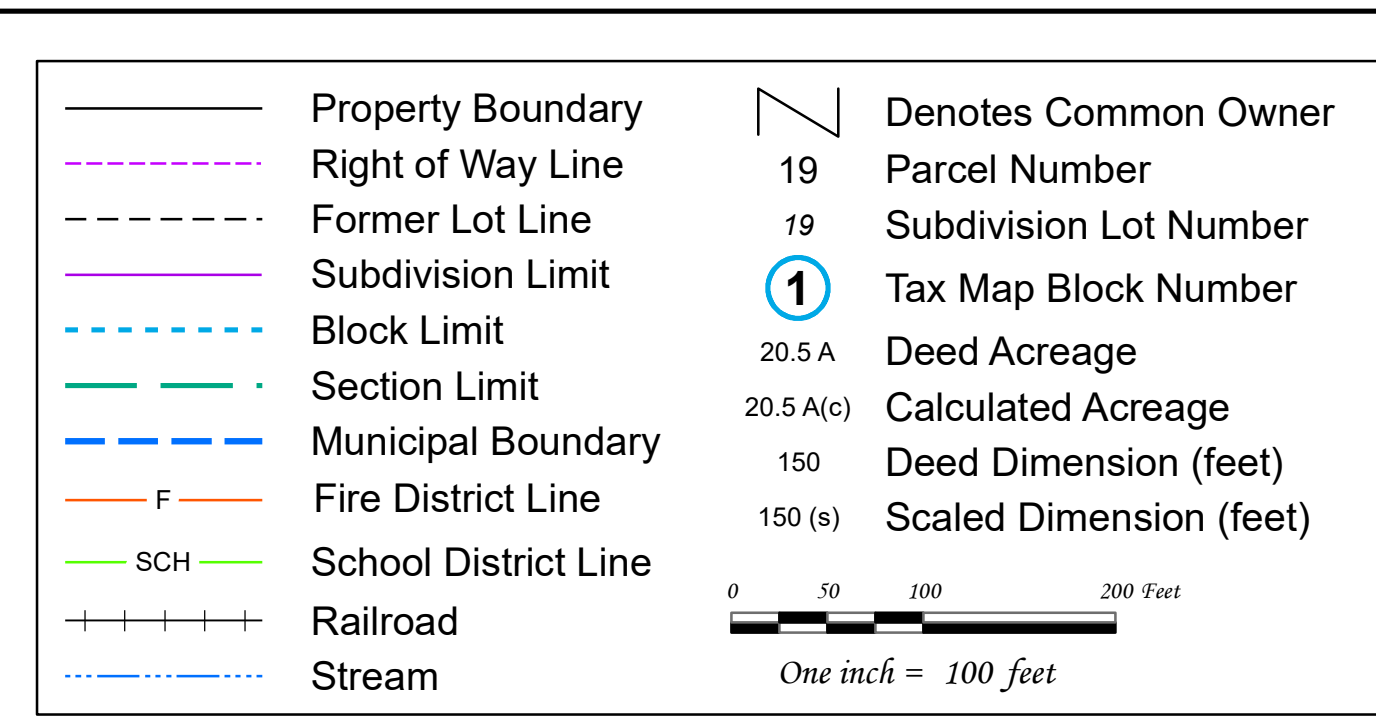 Property Boundary
Right of Way Line
Former Lot Line
Subdivision Limit
Block Limit
Section Limit
Municipal Boundary
F Fire District Line
SCH School District Line
Railroad
Stream
Denotes Common Owner
19 Parcel Number
19 Subdivision Lot Number
1 Tax Map Block Number
20.5 A Deed Acreage
20.5 A(c) Calculated Acreage
150 Deed Dimension (feet)
150 (s) Scaled Dimension (feet)
0 50 100 200 Feet
One inch = 100 feet